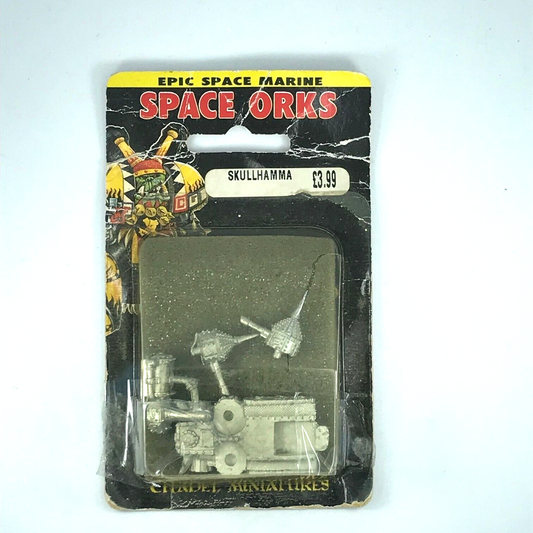 EPIC SPACE MARINE
SPACE ORKS
SKULLHAMMA £3.99
CITADEL MINIATURES